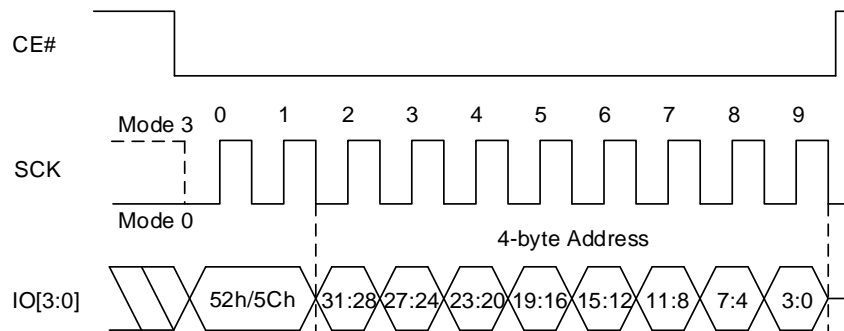 CE#
0 1 2 3 4 5 6 7 8 9
Mode 3
SCK
Mode 0
4-byte Address
IO[3:0] 52h/5Ch 31:28 27:24 23:20 19:16 15:12 11:8 7:4 3:0